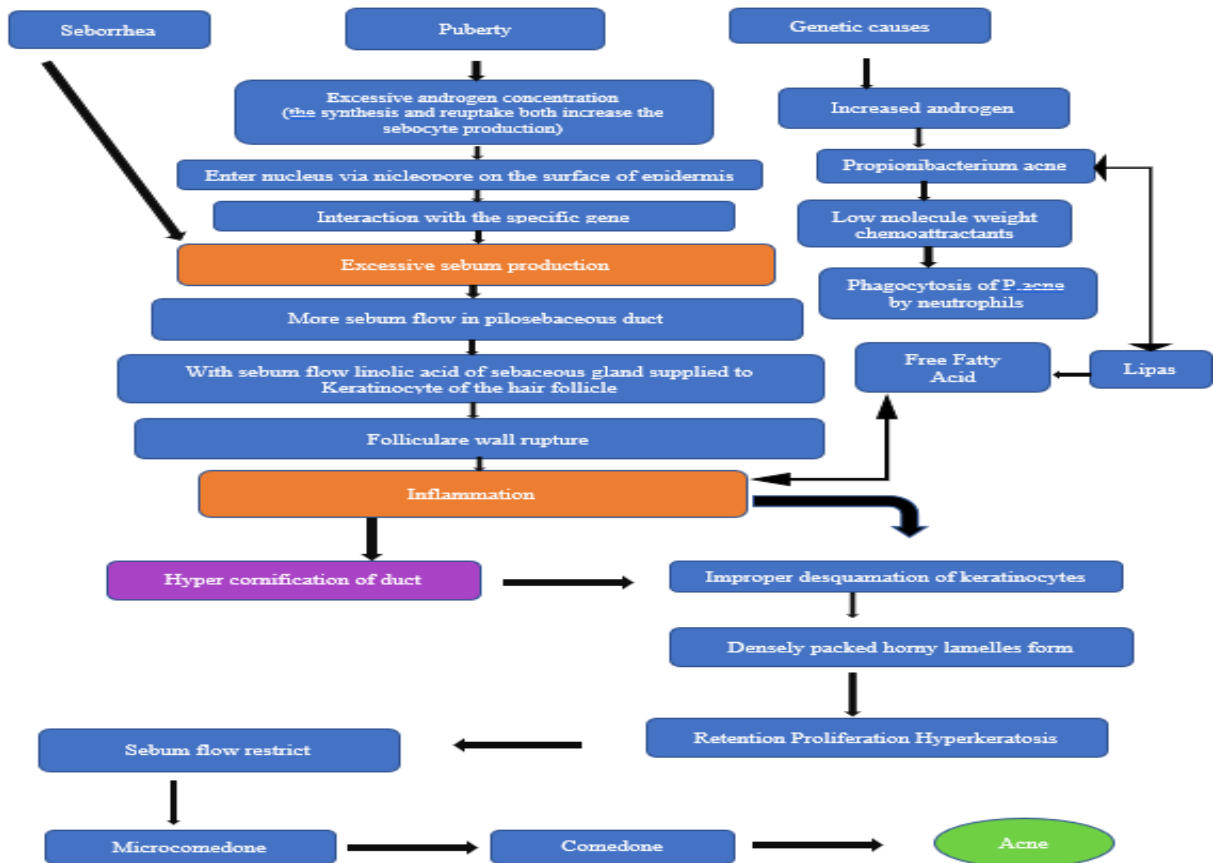 Seborrhea
Puberty
Genetic causes
Excessive androgen concentration
(the synthesis and reuptake both increase the
sebocyte production)
Increased androgen
Enter nucleus via nicleopore on the surface of epidermis
Propionibacterium acne
Interaction with the specific gene
Low molecule weight
chemoattractants
Excessive sebum production
Phagocytosis of P.acne
by neutrophils
More sebum flow in pilosebaceous duct
With sebum flow linolic acid of sebaceous gland supplied to
Keratinocyte of the hair follicle
Free Fatty
Acid
Lipas
Folliculare wall rupture
Inflammation
Hyper cornification of duct
Improper desquamation of keratinocytes
Densely packed horny lamelles form
Retention Proliferation Hyperkeratosis
Sebum flow restrict
Microcomedone
Comedone
Acne